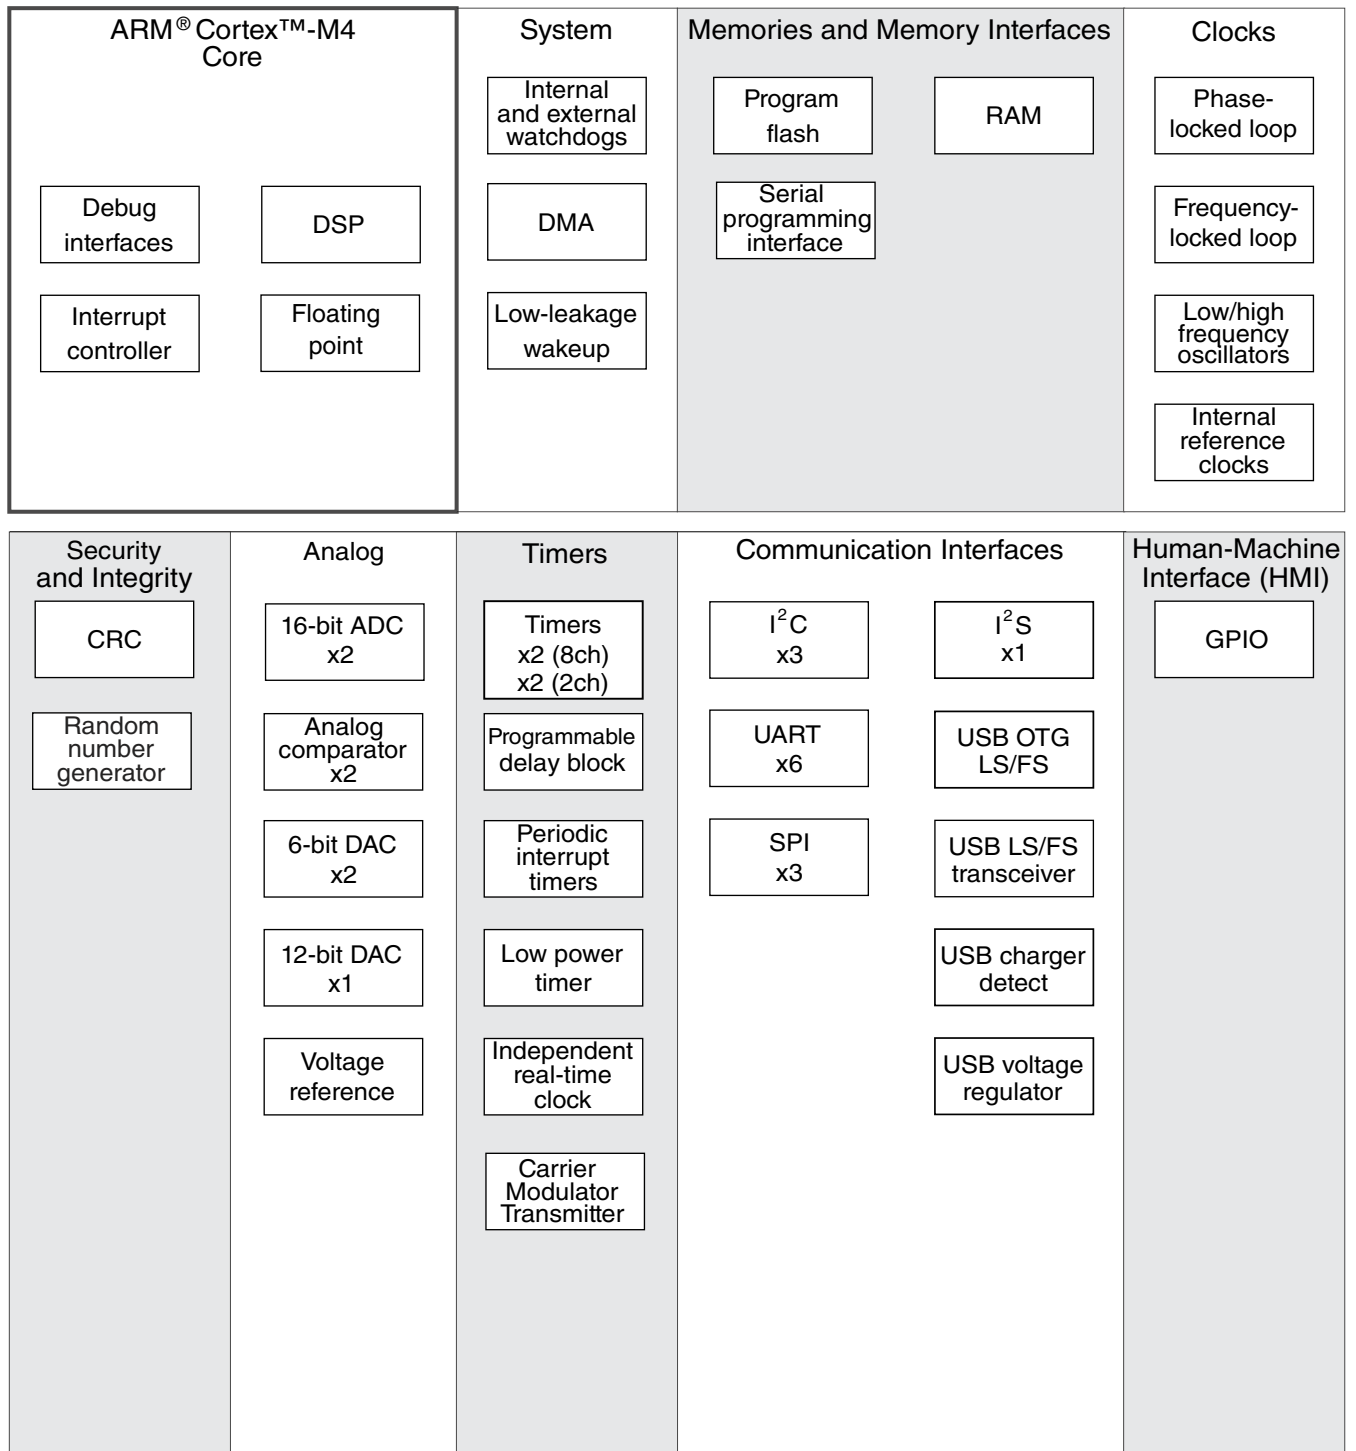 ARM® Cortex™-M4
Core
Debug
interfaces
DSP
Interrupt
controller
Floating
point
System
Internal
and external
watchdogs
DMA
Low-leakage
wakeup
Memories and Memory Interfaces
Program
flash
RAM
Serial
programming
interface
Clocks
Phase-
locked loop
Frequency-
locked loop
Low/high
frequency
oscillators
Internal
reference
clocks
Security
and Integrity
CRC
Random
number
generator
Analog
16-bit ADC
x2
Analog
comparator
x2
6-bit DAC
x2
12-bit DAC
x1
Voltage
reference
Timers
Timers
x2 (8ch)
x2 (2ch)
Programmable
delay block
Periodic
interrupt
timers
Low power
timer
Independent
real-time
clock
Carrier
Modulator
Transmitter
Communication Interfaces
I²C
x3
I²S
x1
UART
x6
USB OTG
LS/FS
SPI
x3
USB LS/FS
transceiver
USB charger
detect
USB voltage
regulator
Human-Machine
Interface (HMI)
GPIO